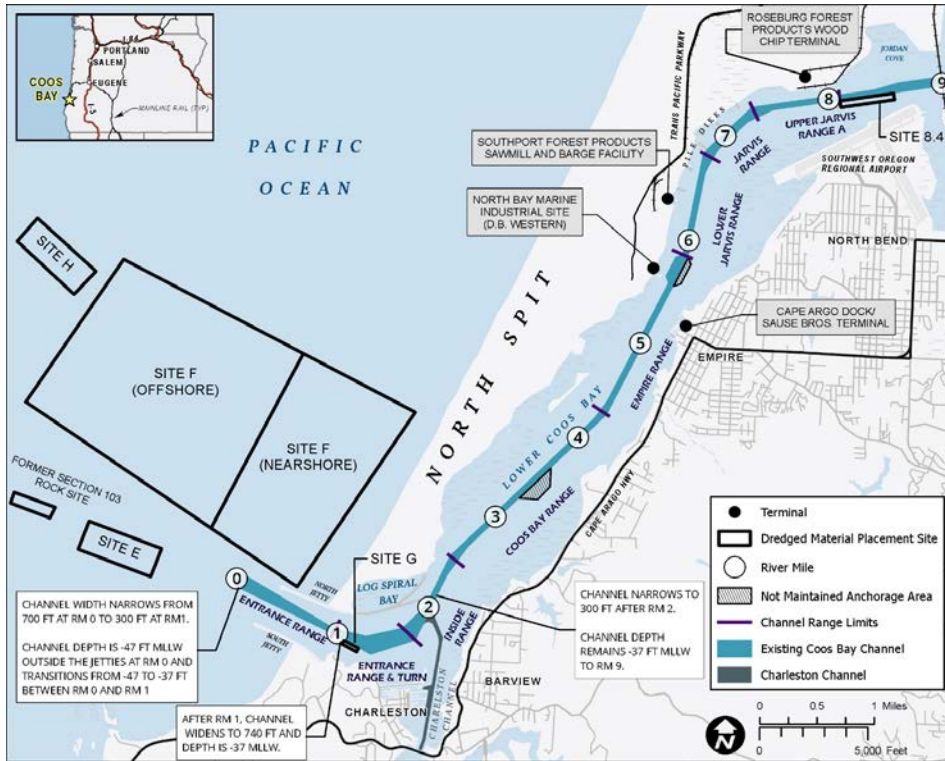 I-84
PORTLAND
SALEM
EUGENE
COOS
BAY
I-5
MAINLINE RAIL (TYP)
PACIFIC
OCEAN
ROSEBURG FOREST
PRODUCTS WOOD
CHIP TERMINAL
JORDAN
COVE
TRANS PACIFIC PARKWAY
PILE DIKES
9
8
7
UPPER JARVIS
RANGE A
JARVIS
RANGE
SITE 8.4
SOUTHWEST OREGON
REGIONAL AIRPORT
SOUTHPORT FOREST PRODUCTS
SAWMILL AND BARGE FACILITY
NORTH BAY MARINE
INDUSTRIAL SITE
(D.B. WESTERN)
6
LOWER
JARVIS RANGE
NORTH BEND
SITE H
CAPE ARGO DOCK/
SAUSE BROS. TERMINAL
5
EMPIRE
EMPIRE RANGE
NORTH SPIT
SITE F
(OFFSHORE)
SITE F
(NEARSHORE)
LOWER COOS BAY
4
3
COOS BAY RANGE
CAPE ARAGO HWY
FORMER SECTION 103
ROCK SITE
SITE E
SITE G
LOG SPIRAL
BAY
0
NORTH
JETTY
ENTRANCE RANGE
1
2
SOUTH
JETTY
INSIDE
RANGE
ENTRANCE
RANGE & TURN
CHARLESTON
CHARELSTON
CHANNEL
BARVIEW
CHANNEL WIDTH NARROWS FROM
700 FT AT RM 0 TO 300 FT AT RM1.
CHANNEL DEPTH IS -47 FT MLLW
OUTSIDE THE JETTIES AT RM 0 AND
TRANSITIONS FROM -47 TO -37 FT
BETWEEN RM 0 AND RM 1
AFTER RM 1, CHANNEL
WIDENS TO 740 FT AND
DEPTH IS -37 MLLW.
CHANNEL NARROWS TO
300 FT AFTER RM 2.
CHANNEL DEPTH
REMAINS -37 MLLW
TO RM 9.
Terminal
Dredged Material Placement Site
River Mile
Not Maintained Anchorage Area
Channel Range Limits
Existing Coos Bay Channel
Charleston Channel
North
0 0.5 1 Miles
0 5,000 Feet